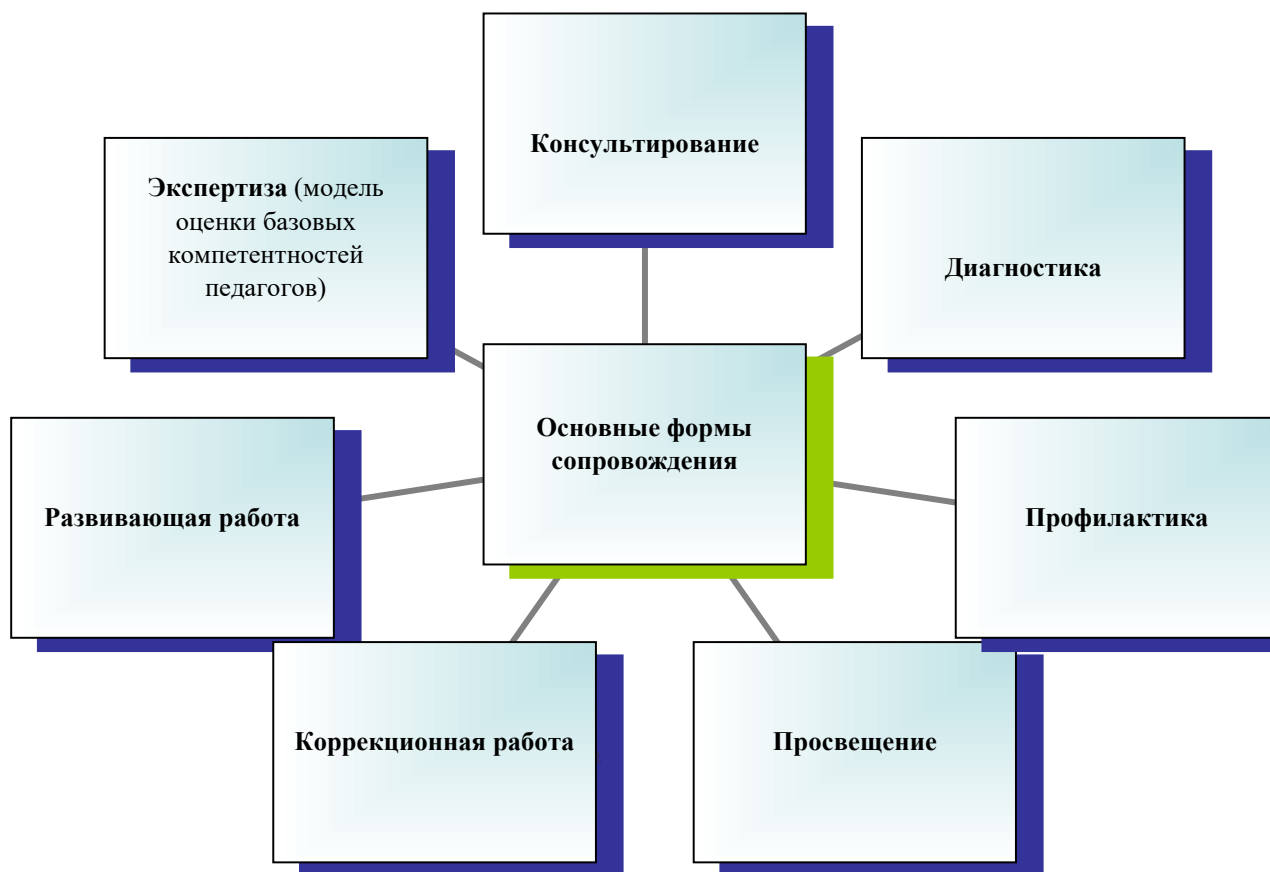 Консультирование
Экспертиза (модель
оценки базовых
компетентностей
педагогов)
Диагностика
Основные формы
сопровождения
Развивающая работа
Профилактика
Коррекционная работа
Просвещение